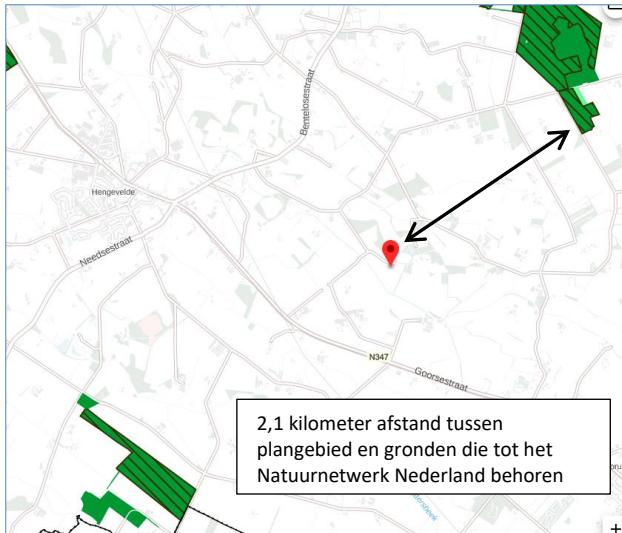 Bentelosestraat
Hengevelde
Needsestraat
N347
Goorsestraat
2,1 kilometer afstand tussen
plangebied en gronden die tot het
Natuurnetwerk Nederland behoren
+